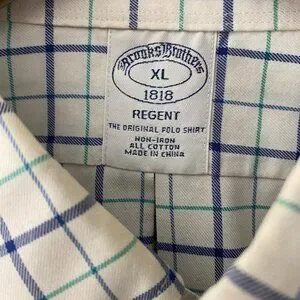 Brooks Brothers
XL
1818
REGENT
THE ORIGINAL POLO SHIRT
NON-IRON
ALL COTTON
MADE IN CHINA